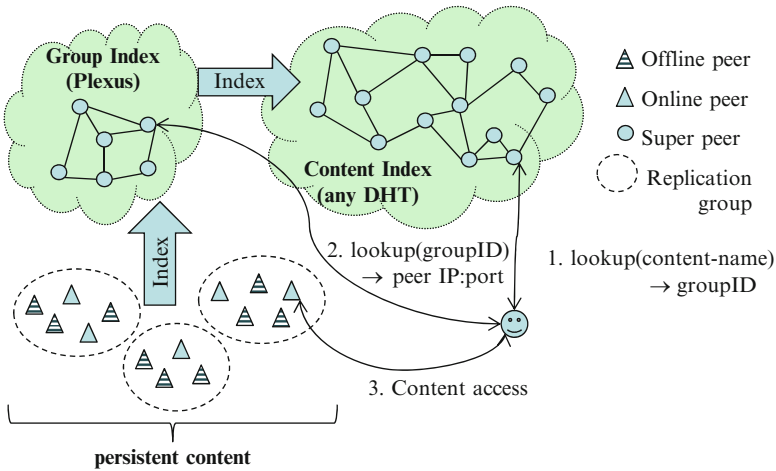 Group Index
(Plexus)
Index
Content Index
(any DHT)
Offline peer
Online peer
Super peer
Replication
group
Index
2. lookup(groupID)
→ peer IP:port
1. lookup(content-name)
→ groupID
3. Content access
persistent content